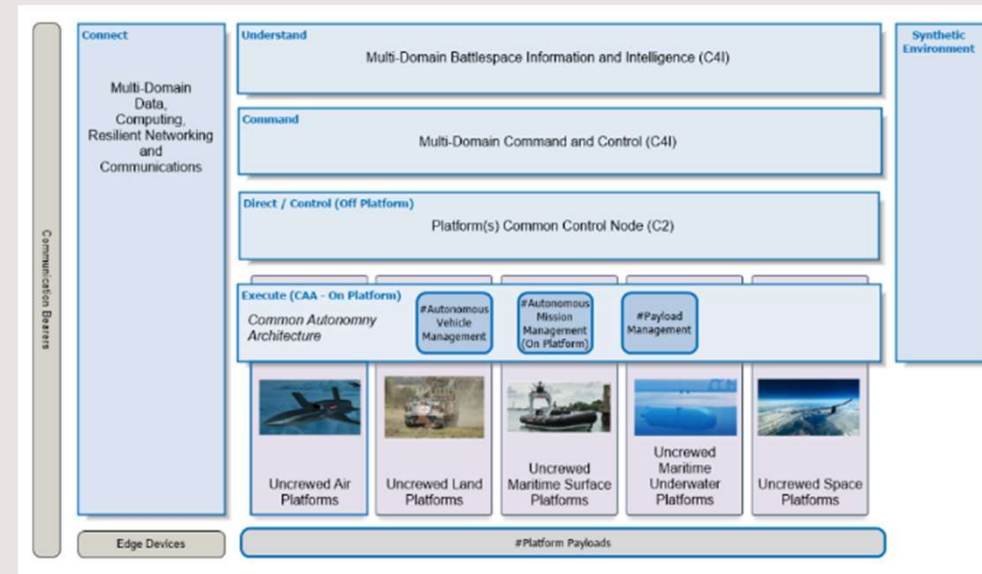 Communication Bearers
Connect
Multi-Domain
Data,
Computing,
Resilient Networking
and
Communications
Understand
Multi-Domain Battlespace Information and Intelligence (C4I)
Command
Multi-Domain Command and Control (C4I)
Direct / Control (Off Platform)
Platform(s) Common Control Node (C2)
Execute (CAA - On Platform)
Common Autonomny
Architecture
#Autonomous
Vehicle
Management
#Autonomous
Mission
Management
(On Platform)
#Payload
Management
Uncrewed Air
Platforms
Uncrewed Land
Platforms
Uncrewed
Maritime Surface
Platforms
Uncrewed
Maritime
Underwater
Platforms
Uncrewed Space
Platforms
Synthetic
Environment
Edge Devices
#Platform Payloads